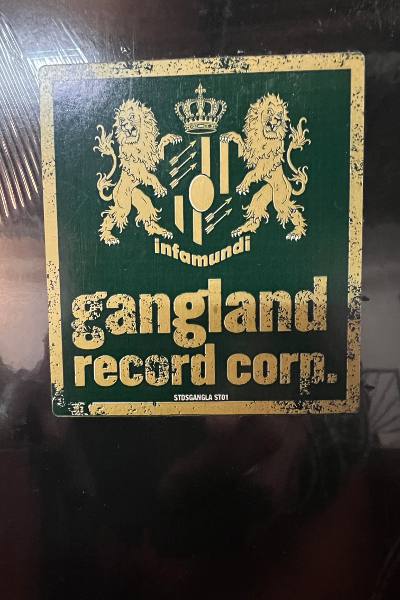 infamundi
gangland
record corp.
STDSGANGLA ST01